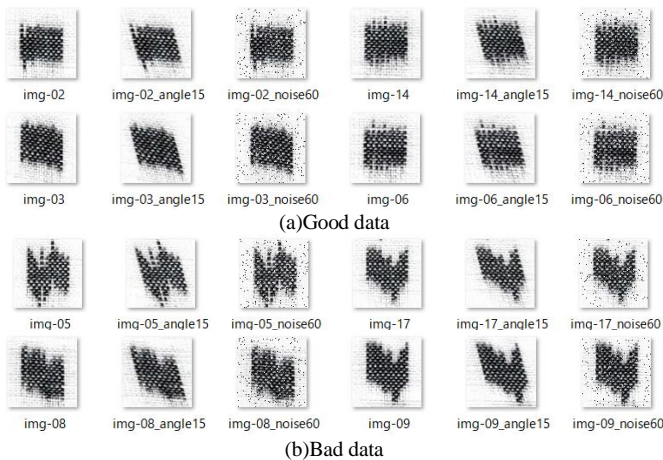 img-02 img-02_angle15 img-02_noise60 img-14 img-14_angle15 img-14_noise60
img-03 img-03_angle15 img-03_noise60 img-06 img-06_angle15 img-06_noise60
(a)Good data
img-05 img-05_angle15 img-05_noise60 img-17 img-17_angle15 img-17_noise60
img-08 img-08_angle15 img-08_noise60 img-09 img-09_angle15 img-09_noise60
(b)Bad data